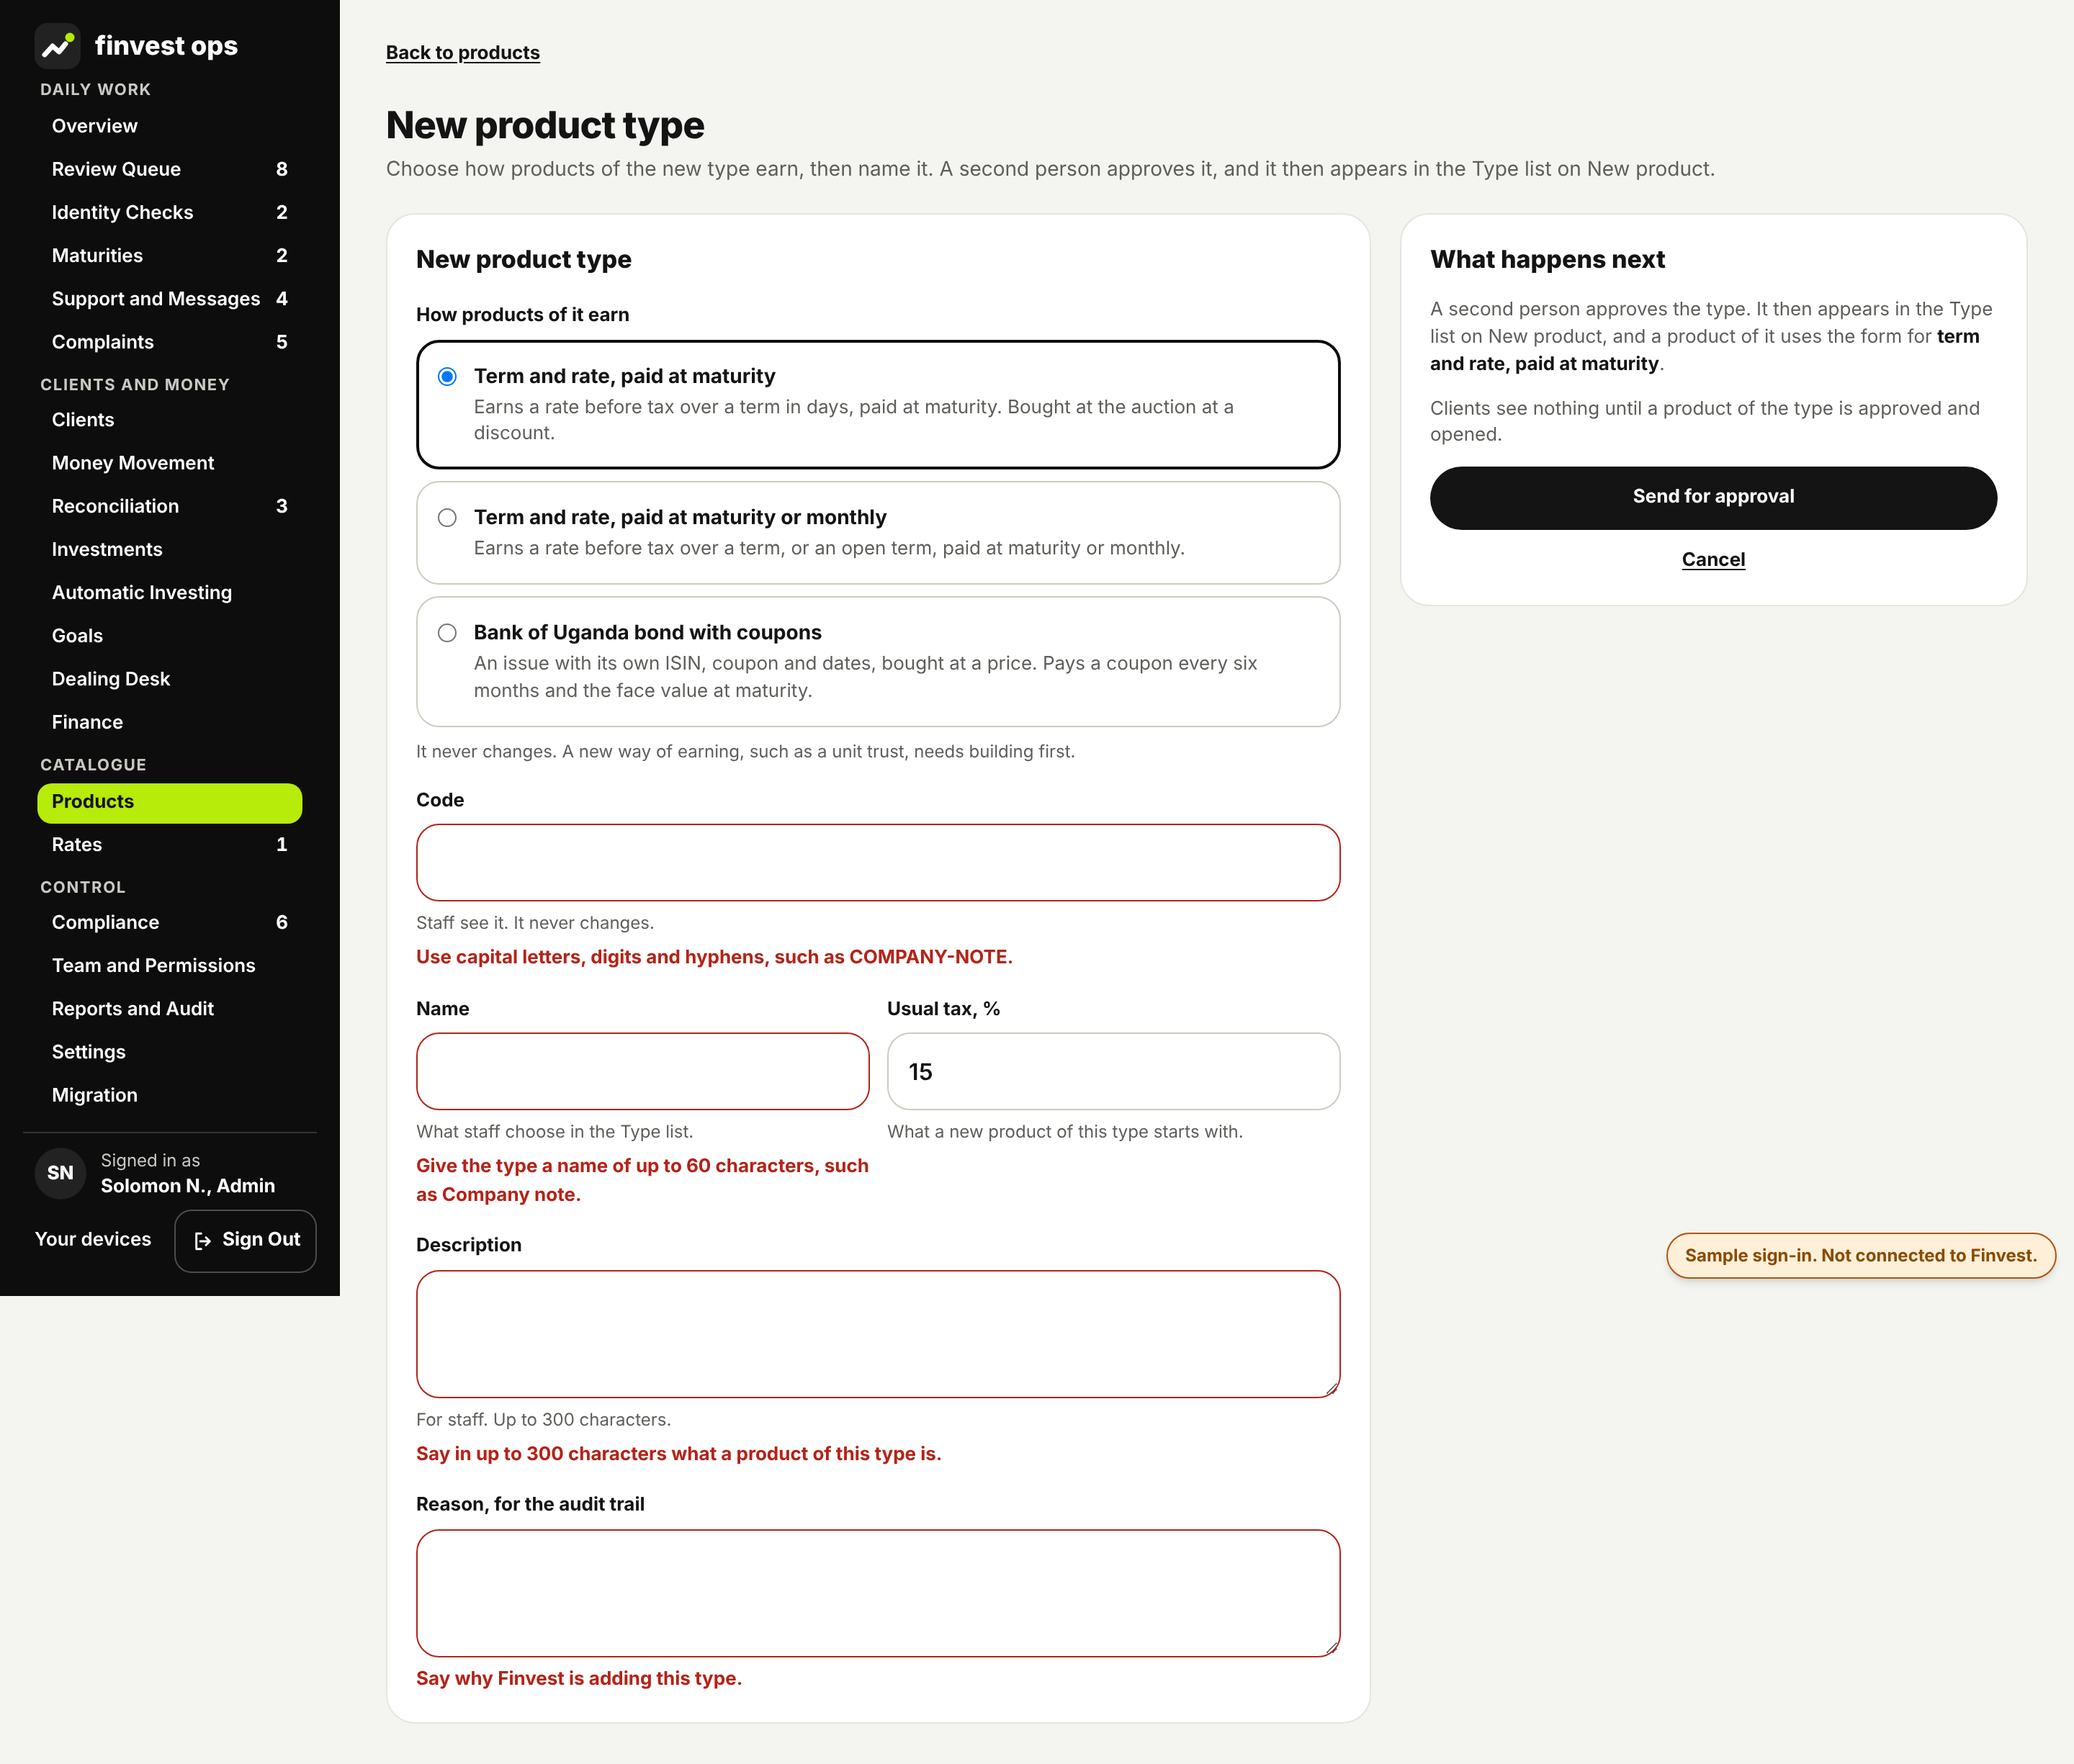 finvest ops
DAILY WORK
Overview
Review Queue 8
Identity Checks 2
Maturities 2
Support and Messages 4
Complaints 5
CLIENTS AND MONEY
Clients
Money Movement
Reconciliation 3
Investments
Automatic Investing
Goals
Dealing Desk
Finance
CATALOGUE
Products
Rates 1
CONTROL
Compliance 6
Team and Permissions
Reports and Audit
Settings
Migration
SN
Signed in as
Solomon N., Admin
Your devices
Sign Out
Back to products
New product type
Choose how products of the new type earn, then name it. A second person approves it, and it then appears in the Type list on New product.
New product type
How products of it earn
Term and rate, paid at maturity
Earns a rate before tax over a term in days, paid at maturity. Bought at the auction at a
discount.
Term and rate, paid at maturity or monthly
Earns a rate before tax over a term, or an open term, paid at maturity or monthly.
Bank of Uganda bond with coupons
An issue with its own ISIN, coupon and dates, bought at a price. Pays a coupon every six
months and the face value at maturity.
It never changes. A new way of earning, such as a unit trust, needs building first.
Code
Staff see it. It never changes.
Use capital letters, digits and hyphens, such as COMPANY-NOTE.
Name
What staff choose in the Type list.
Give the type a name of up to 60 characters, such
as Company note.
Usual tax, %
15
What a new product of this type starts with.
Description
For staff. Up to 300 characters.
Say in up to 300 characters what a product of this type is.
Reason, for the audit trail
Say why Finvest is adding this type.
What happens next
A second person approves the type. It then appears in the Type
list on New product, and a product of it uses the form for term
and rate, paid at maturity.
Clients see nothing until a product of the type is approved and
opened.
Send for approval
Cancel
Sample sign-in. Not connected to Finvest.